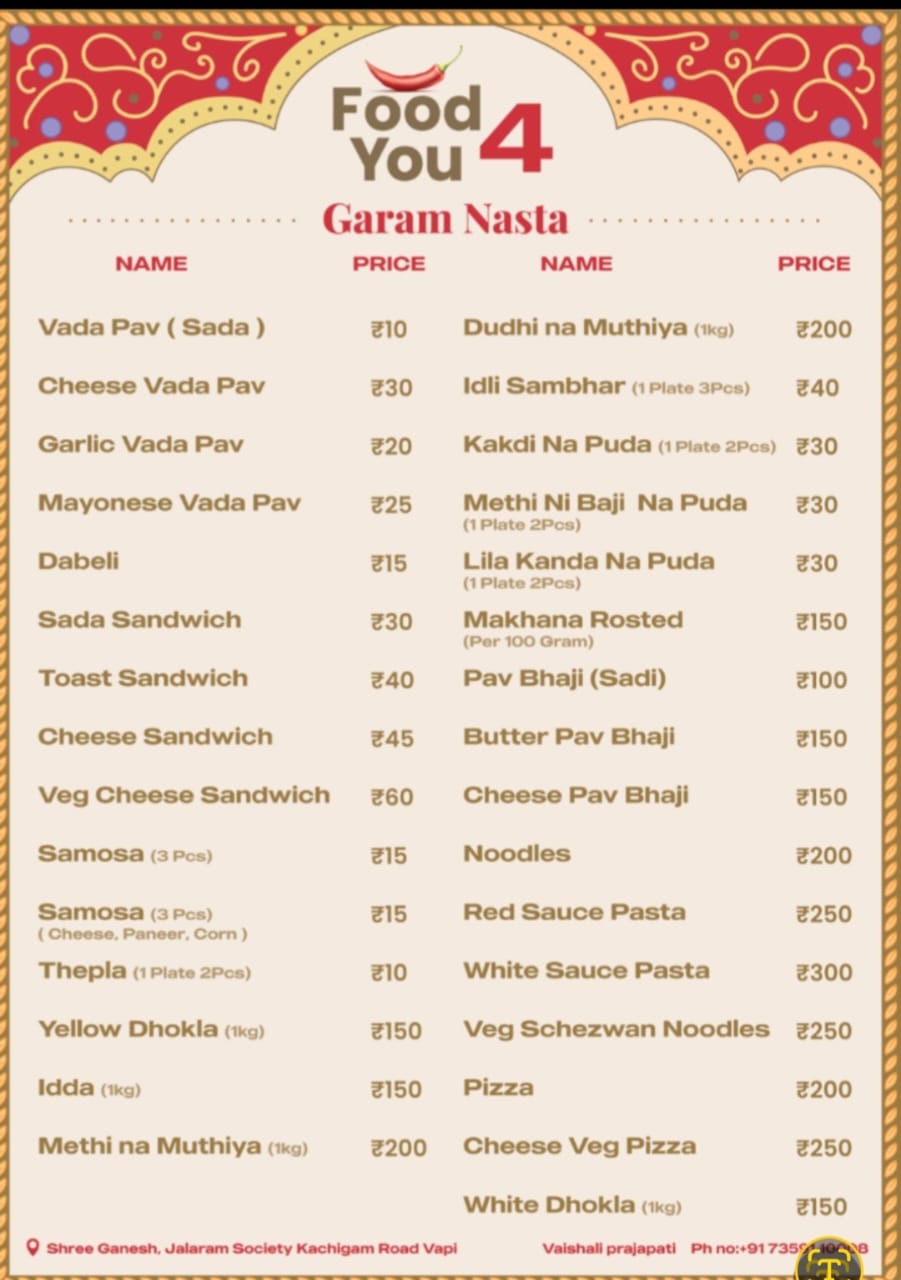 Food
You 4
Garam Nasta
NAME PRICE NAME PRICE
Vada Pav ( Sada ) ₹10 Dudhi na Muthiya (1kg) ₹200
Cheese Vada Pav ₹30 Idli Sambhar (1 Plate 3Pcs) ₹40
Garlic Vada Pav ₹20 Kakdi Na Puda (1 Plate 2Pcs) ₹30
Mayonese Vada Pav ₹25 Methi Ni Baji Na Puda ₹30
(1 Plate 2Pcs)
Dabeli ₹15 Lila Kanda Na Puda ₹30
(1 Plate 2Pcs)
Sada Sandwich ₹30 Makhana Rosted ₹150
(Per 100 Gram)
Toast Sandwich ₹40 Pav Bhaji (Sadi) ₹100
Cheese Sandwich ₹45 Butter Pav Bhaji ₹150
Veg Cheese Sandwich ₹60 Cheese Pav Bhaji ₹150
Samosa (3 Pcs) ₹15 Noodles ₹200
Samosa (3 Pcs) ₹15 Red Sauce Pasta ₹250
( Cheese, Paneer, Corn )
Thepla (1 Plate 2Pcs) ₹10 White Sauce Pasta ₹300
Yellow Dhokla (1kg) ₹150 Veg Schezwan Noodles ₹250
Idda (1kg) ₹150 Pizza ₹200
Methi na Muthiya (1kg) ₹200 Cheese Veg Pizza ₹250
White Dhokla (1kg) ₹150
Shree Ganesh, Jalaram Society Kachigam Road Vapi Vaishali prajapati Ph no:+91